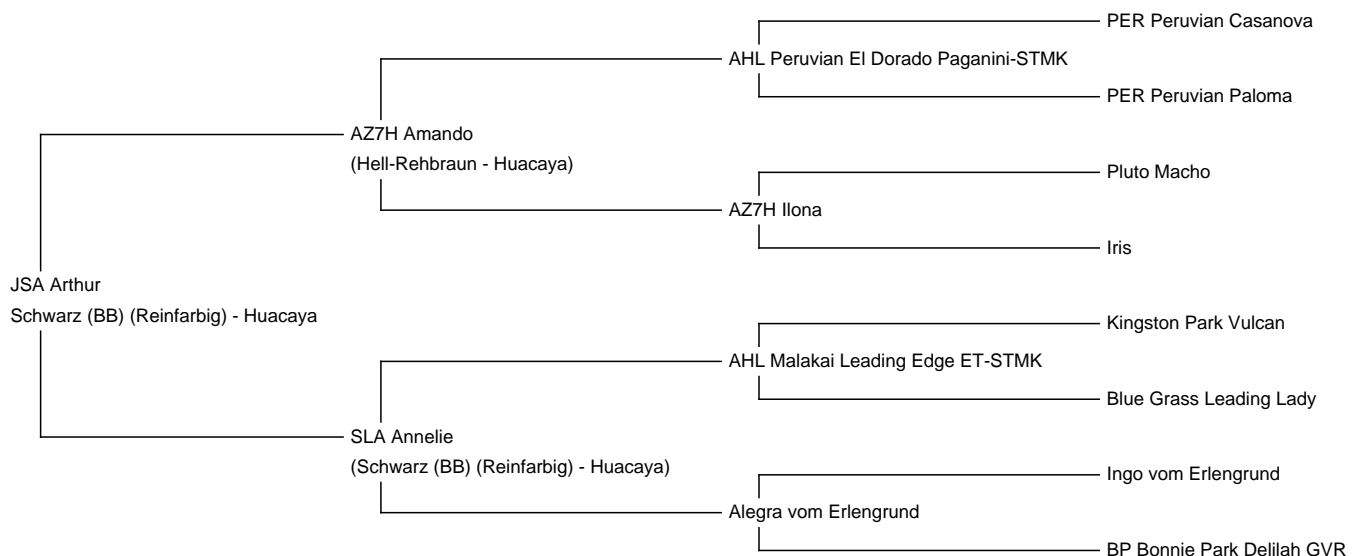 PER Peruvian Casanova
AHL Peruvian El Dorado Paganini-STMK
PER Peruvian Paloma
AZ7H Amando
(Hell-Rehbraun - Huacaya)
Pluto Macho
AZ7H Ilona
Iris
JSA Arthur
Schwarz (BB) (Reinfarbig) - Huacaya
Kingston Park Vulcan
AHL Malakai Leading Edge ET-STMK
Blue Grass Leading Lady
SLA Annelie
(Schwarz (BB) (Reinfarbig) - Huacaya)
Ingo vom Erlengrund
Alegra vom Erlengrund
BP Bonnie Park Delilah GVR